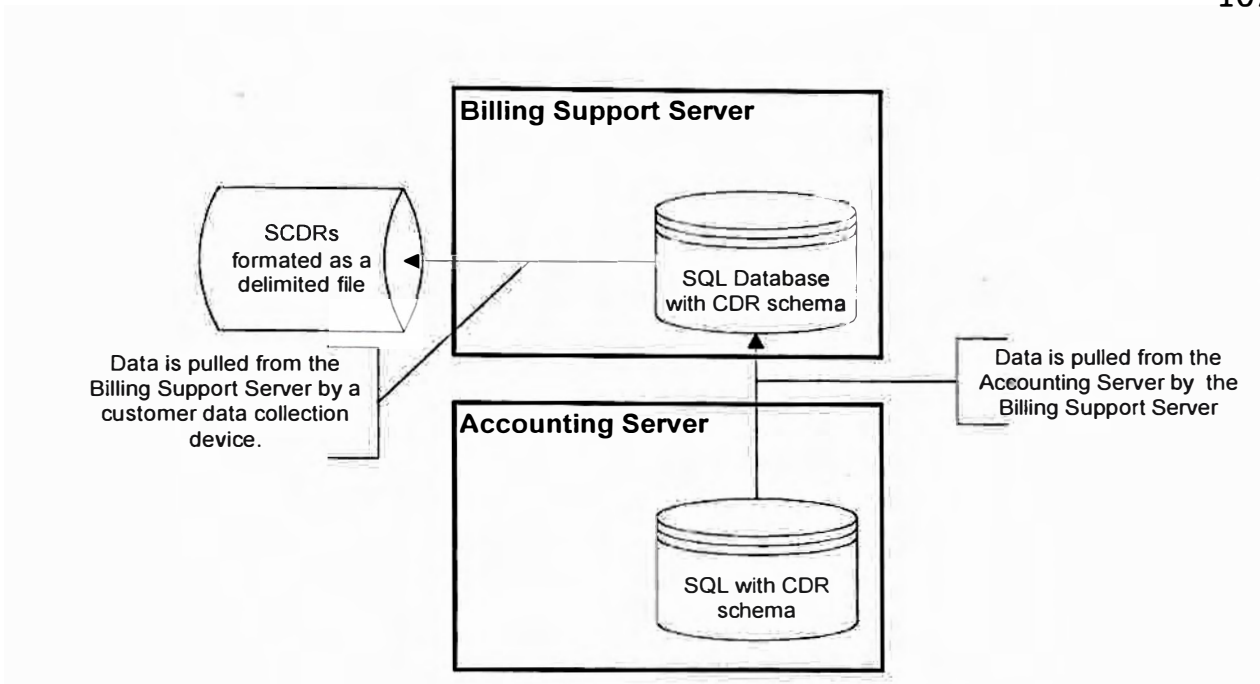 Billing Support Server
SCDRs
formated as a
delimited file
SQL Database
with CDR schema
Data is pulled from the
Billing Support Server by a
customer data collection
device.
Data is pulled from the
Accounting Server by the
Billing Support Server
Accounting Server
SQL with CDR
schema